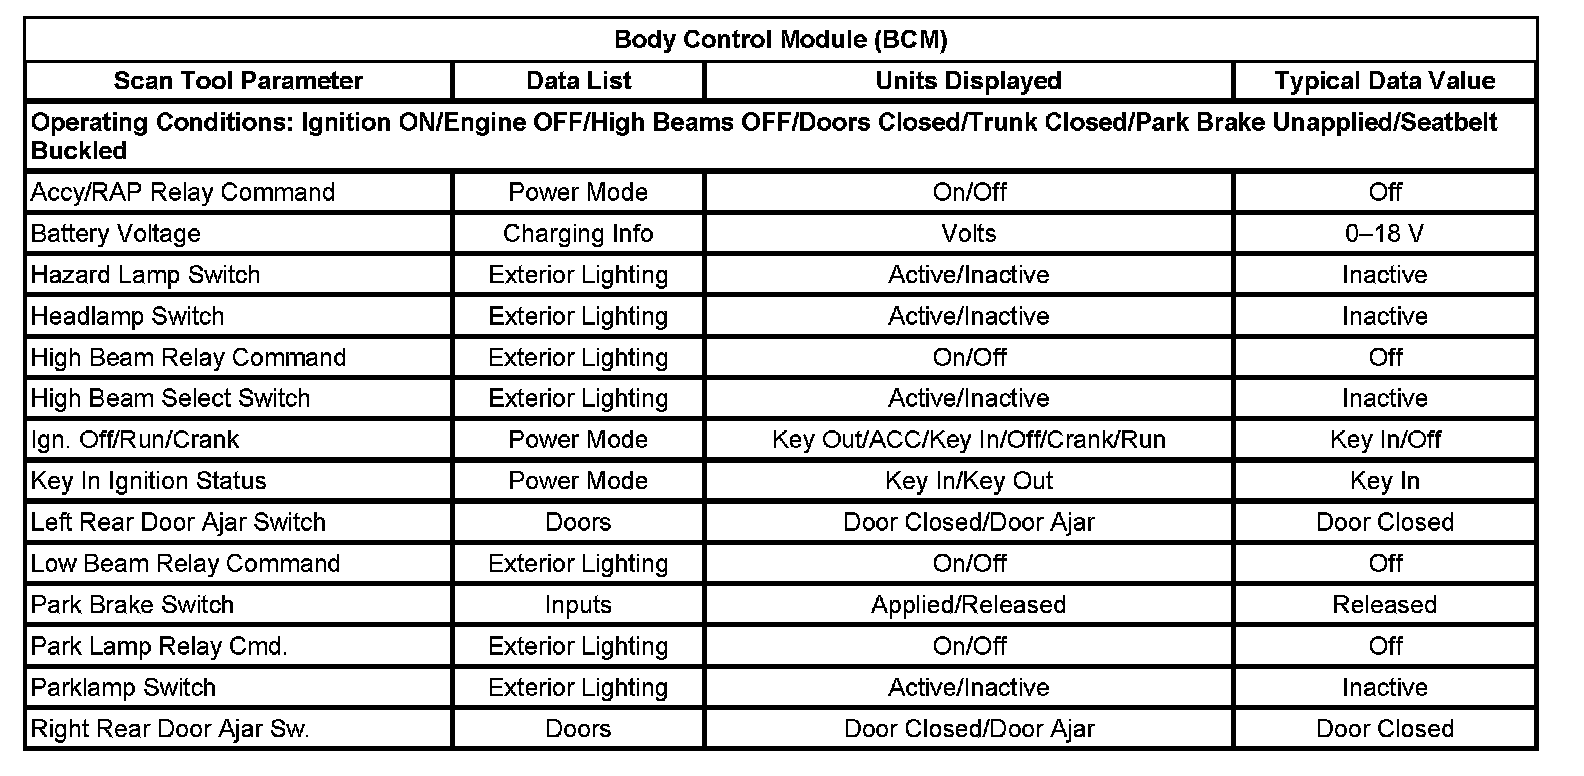 Body Control Module (BCM)
Scan Tool Parameter Data List Units Displayed Typical Data Value
Operating Conditions: Ignition ON/Engine OFF/High Beams OFF/Doors Closed/Trunk Closed/Park Brake Unapplied/Seatbelt
Buckled
Accy/RAP Relay Command Power Mode On/Off Off
Battery Voltage Charging Info Volts 0–18 V
Hazard Lamp Switch Exterior Lighting Active/Inactive Inactive
Headlamp Switch Exterior Lighting Active/Inactive Inactive
High Beam Relay Command Exterior Lighting On/Off Off
High Beam Select Switch Exterior Lighting Active/Inactive Inactive
Ign. Off/Run/Crank Power Mode Key Out/ACC/Key In/Off/Crank/Run Key In/Off
Key In Ignition Status Power Mode Key In/Key Out Key In
Left Rear Door Ajar Switch Doors Door Closed/Door Ajar Door Closed
Low Beam Relay Command Exterior Lighting On/Off Off
Park Brake Switch Inputs Applied/Released Released
Park Lamp Relay Cmd. Exterior Lighting On/Off Off
Parklamp Switch Exterior Lighting Active/Inactive Inactive
Right Rear Door Ajar Sw. Doors Door Closed/Door Ajar Door Closed